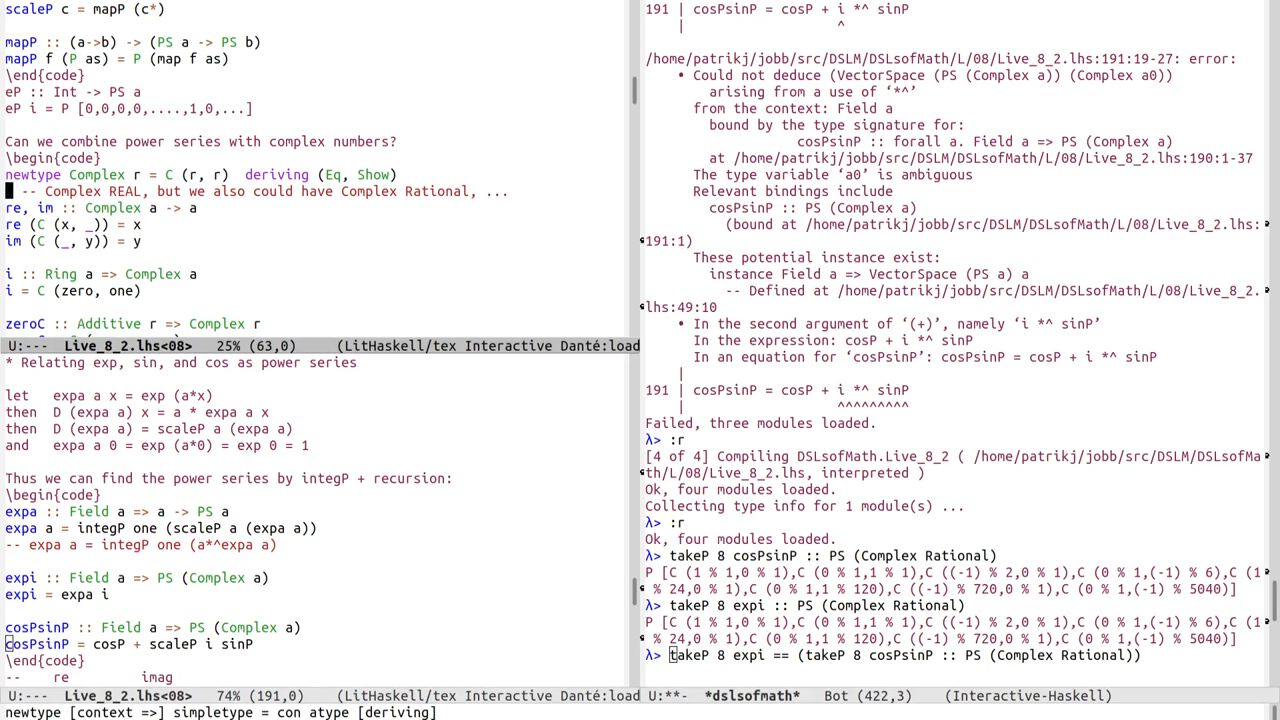 scaleP c = mapP (c*)
mapP :: (a->b) -> (PS a -> PS b)
mapP f (P as) = P (map f as)
\end{code}
eP :: Int -> PS a
eP i = P [0,0,0,0,....,1,0,...]
Can we combine power series with complex numbers?
\begin{code}
newtype Complex r = C (r, r)  deriving (Eq, Show)
  -- Complex REAL, but we also could have Complex Rational, ...
re, im :: Complex a -> a
re (C (x, _)) = x
im (C (_, y)) = y
i :: Ring a => Complex a
i = C (zero, one)
zeroC :: Additive r => Complex r
U:---  Live_8_2.lhs<08>   25% (63,0)     (LitHaskell/tex Interactive Danté:load
* Relating exp, sin, and cos as power series
let   expa a x = exp (a*x)
then  D (expa a) x = a * expa a x
then  D (expa a) = scaleP a (expa a)
and   expa a 0 = exp (a*0) = exp 0 = 1
Thus we can find the power series by integP + recursion:
\begin{code}
expa :: Field a => a -> PS a
expa a = integP one (scaleP a (expa a))
-- expa a = integP one (a*^expa a)
expi :: Field a => PS (Complex a)
expi = expa i
cosPsinP :: Field a => PS (Complex a)
cosPsinP = cosP + scaleP i sinP
\end{code}
--    re         imag
U:---  Live_8_2.lhs<08>   74% (191,0)    (LitHaskell/tex Interactive Danté:load
newtype [context =>] simpletype = con atype [deriving]
191 | cosPsinP = cosP + i *^ sinP
    |                     ^
/home/patrikj/jobb/src/DSLM/DSLsofMath/L/08/Live_8_2.lhs:191:19-27: error:
    • Could not deduce (VectorSpace (PS (Complex a)) (Complex a0))
        arising from a use of ‘*^’
      from the context: Field a
        bound by the type signature for:
                   cosPsinP :: forall a. Field a => PS (Complex a)
        at /home/patrikj/jobb/src/DSLM/DSLsofMath/L/08/Live_8_2.lhs:190:1-37
      The type variable ‘a0’ is ambiguous
      Relevant bindings include
        cosPsinP :: PS (Complex a)
          (bound at /home/patrikj/jobb/src/DSLM/DSLsofMath/L/08/Live_8_2.lhs:
191:1)
      These potential instance exist:
        instance Field a => VectorSpace (PS a) a
          -- Defined at /home/patrikj/jobb/src/DSLM/DSLsofMath/L/08/Live_8_2.
lhs:49:10
    • In the second argument of ‘(+)’, namely ‘i *^ sinP’
      In the expression: cosP + i *^ sinP
      In an equation for ‘cosPsinP’: cosPsinP = cosP + i *^ sinP
    |
191 | cosPsinP = cosP + i *^ sinP
    |                   ^^^^^^^^^
Failed, three modules loaded.
λ> :r
[4 of 4] Compiling DSLsofMath.Live_8_2 ( /home/patrikj/jobb/src/DSLM/DSLsofMa
th/L/08/Live_8_2.lhs, interpreted )
Ok, four modules loaded.
Collecting type info for 1 module(s) ...
λ> :r
Ok, four modules loaded.
λ> takeP 8 cosPsinP :: PS (Complex Rational)
P [C (1 % 1,0 % 1),C (0 % 1,1 % 1),C ((-1) % 2,0 % 1),C (0 % 1,(-1) % 6),C (1
 % 24,0 % 1),C (0 % 1,1 % 120),C ((-1) % 720,0 % 1),C (0 % 1,(-1) % 5040)]
λ> takeP 8 expi :: PS (Complex Rational)
P [C (1 % 1,0 % 1),C (0 % 1,1 % 1),C ((-1) % 2,0 % 1),C (0 % 1,(-1) % 6),C (1
 % 24,0 % 1),C (0 % 1,1 % 120),C ((-1) % 720,0 % 1),C (0 % 1,(-1) % 5040)]
λ> takeP 8 expi == (takeP 8 cosPsinP :: PS (Complex Rational))
U:**-  *dslsofmath*   Bot (422,3)    (Interactive-Haskell)